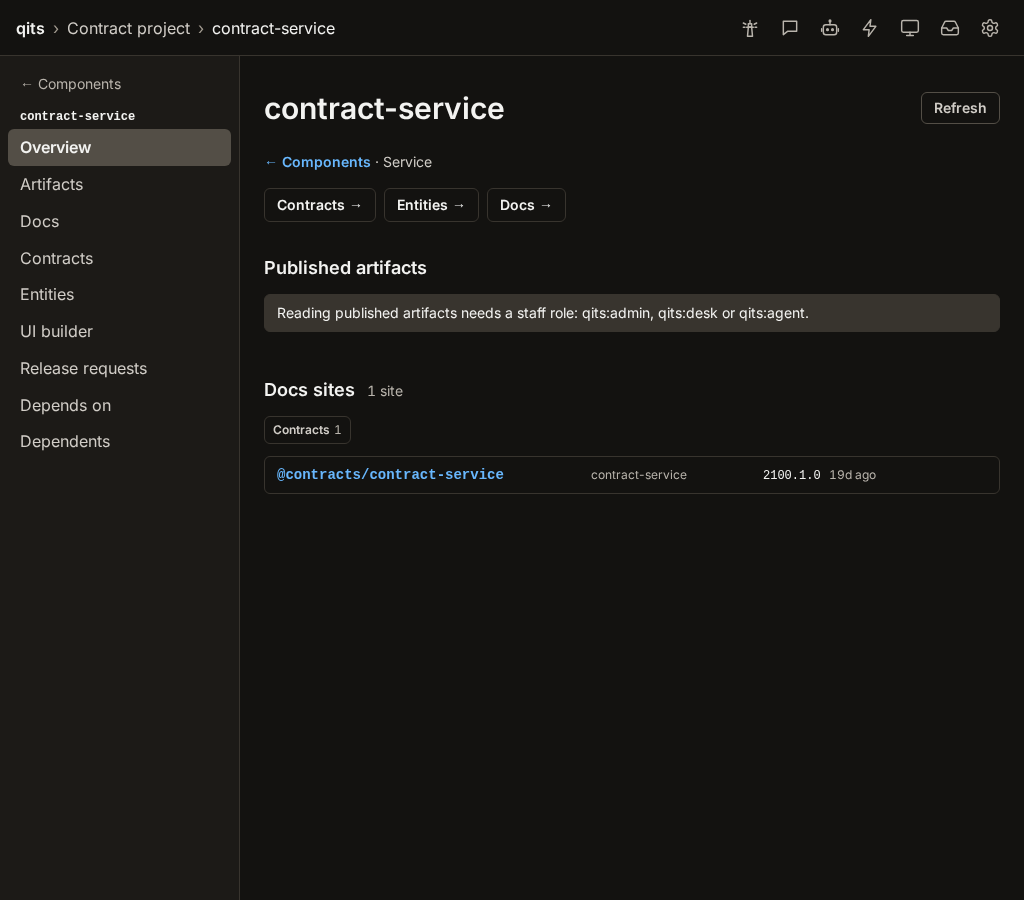 qits › Contract project › contract-service
← Components
contract-service
Overview
Artifacts
Docs
Contracts
Entities
UI builder
Release requests
Depends on
Dependents
contract-service
Refresh
← Components · Service
Contracts → Entities → Docs →
Published artifacts
Reading published artifacts needs a staff role: qits:admin, qits:desk or qits:agent.
Docs sites 1 site
Contracts 1
@contracts/contract-service contract-service 2100.1.0 19d ago